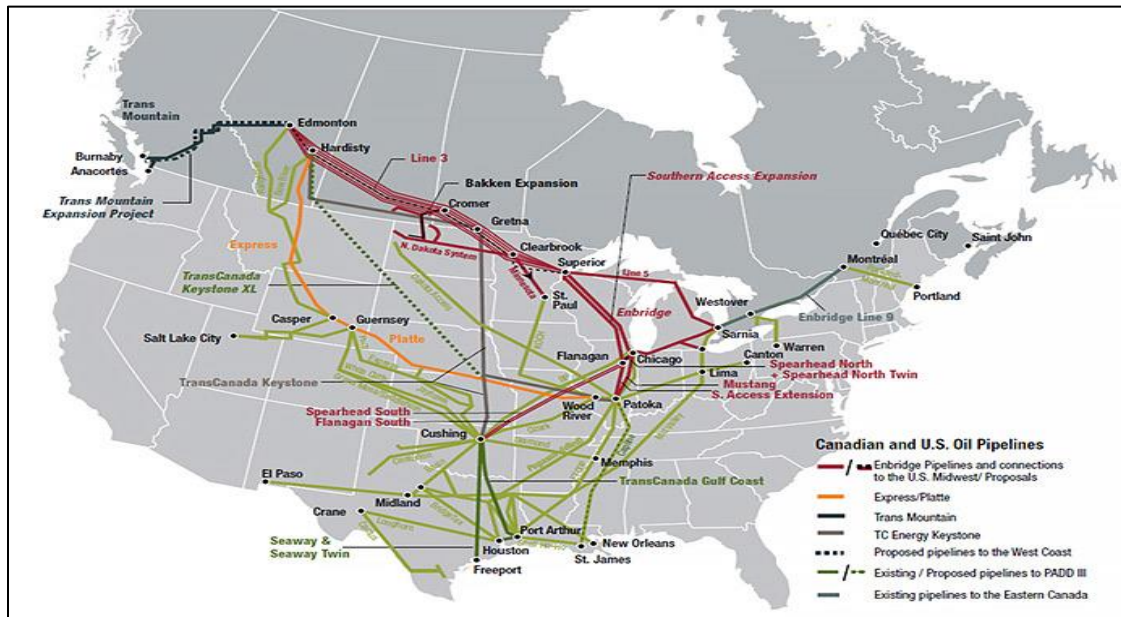 Trans
Mountain
Edmonton
Hardisty
Burnaby
Anacortes
Trans Mountain
Expansion Project
Line 3
Bakken Expansion
Southern Access Expansion
Cromer
Gretna
Québec City
Saint John
Express
N. Dakota System
Clearbrook
Superior
Line 5
Montréal
Minnesota
TransCanada
Keystone XL
St.
Paul
Enbridge
Westover
Portland
Sarnia
Enbridge Line 9
Casper
Guernsey
Salt Lake City
Platte
Flanagan
Chicago
Warren
Canton
Lima
Spearhead North
+ Spearhead North Twin
TransCanada Keystone
Mustang
S. Access Extension
Wood
River
Patoka
Spearhead South
Flanagan South
Cushing
Ozark
Diamond
Capline
Memphis
El Paso
Midland
TransCanada Gulf Coast
Crane
Longhorn
Port Arthur
Seaway &
Seaway Twin
Houston
New Orleans
St. James
Freeport
Canadian and U.S. Oil Pipelines
Enbridge Pipelines and connections
to the U.S. Midwest/ Proposals
Express/Platte
Trans Mountain
TC Energy Keystone
Proposed pipelines to the West Coast
Existing / Proposed pipelines to PADD III
Existing pipelines to the Eastern Canada